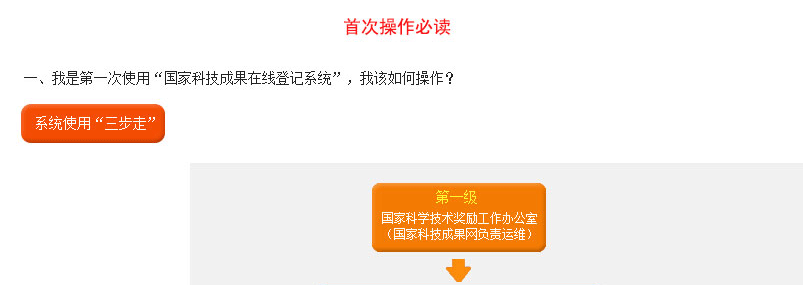 首次操作必读
一、我是第一次使用“国家科技成果在线登记系统”，我该如何操作？
系统使用“三步走”
第一级
国家科学技术奖励工作办公室
（国家科技成果网负责运维）